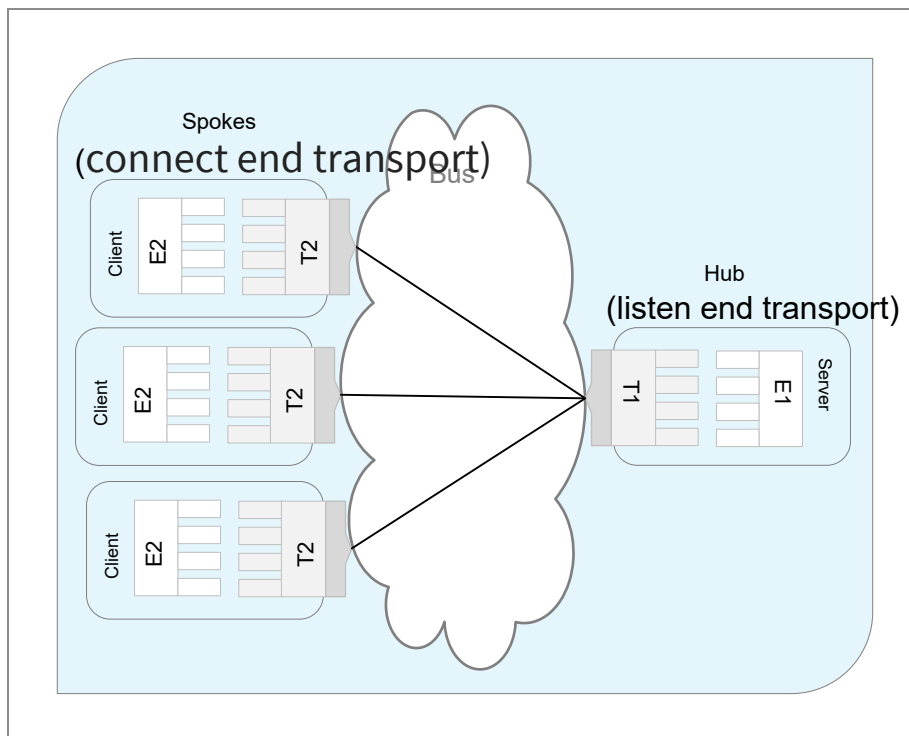 Spokes
(connect end transport)
Bus
Client
E2
T2
Hub
(listen end transport)
Client
E2
T2
T1
E1
Server
Client
E2
T2